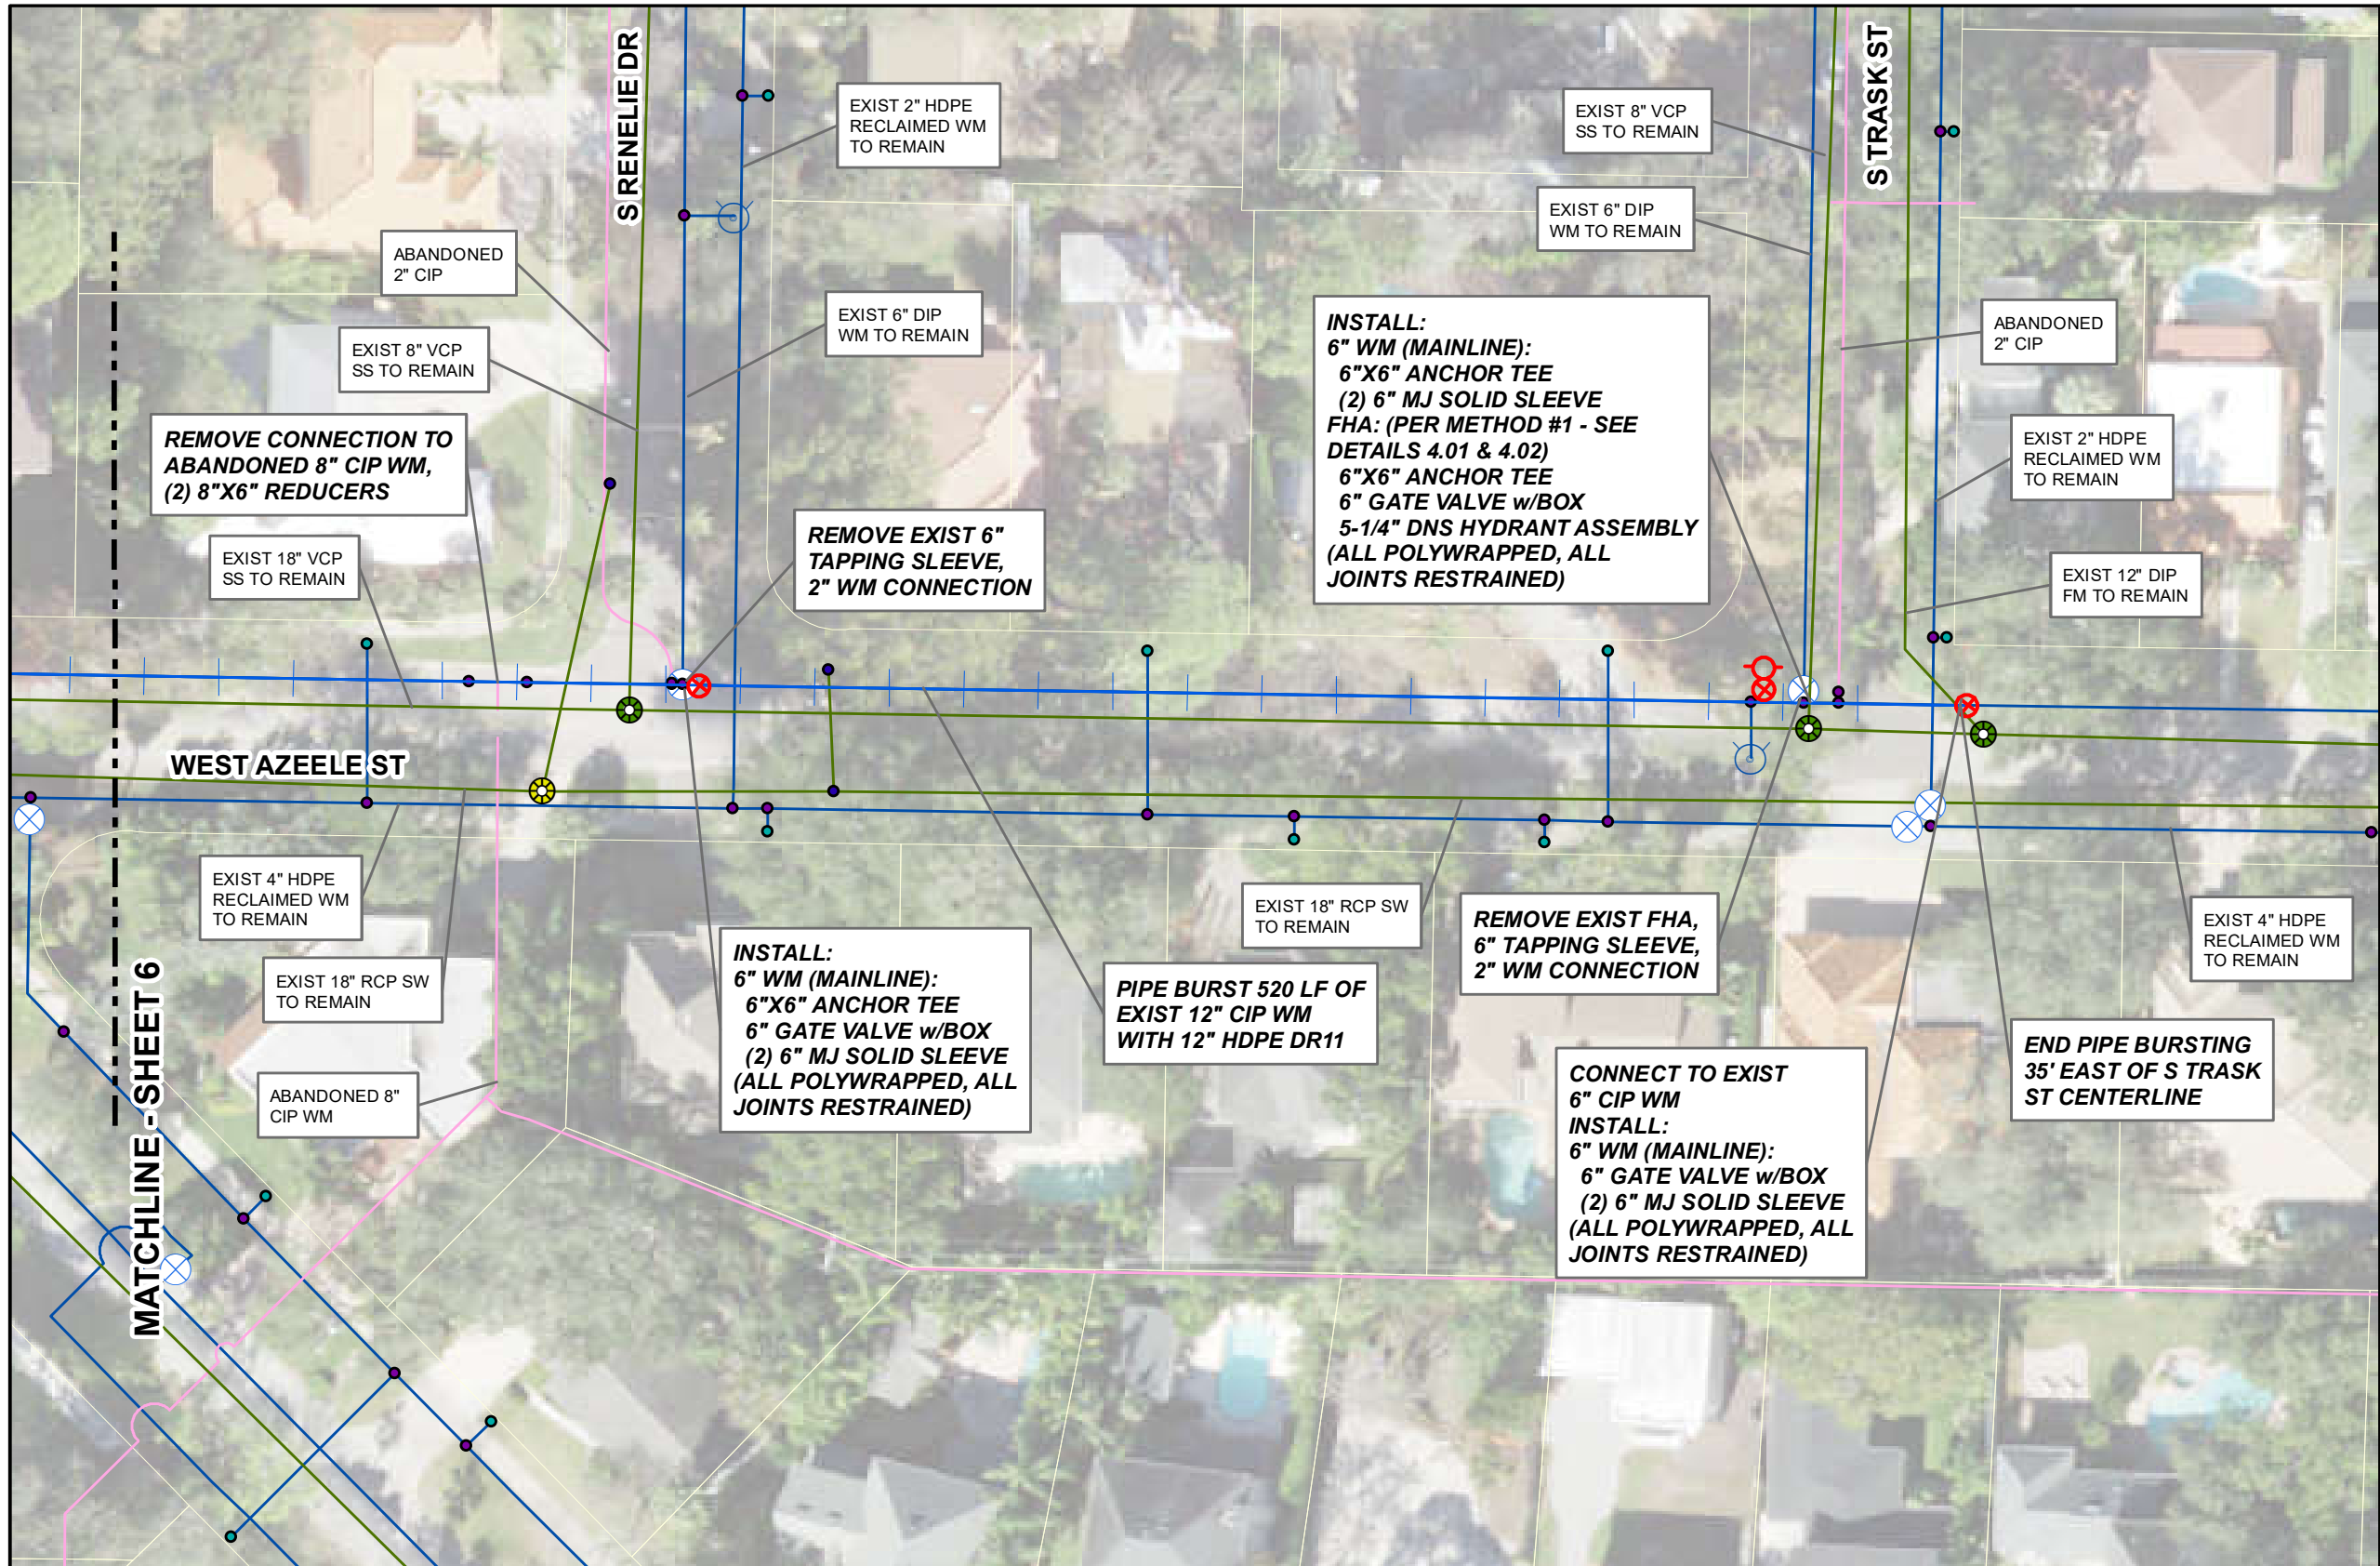 S RENELIE DR
S TRASK ST
EXIST 2" HDPE
RECLAIMED WM
TO REMAIN
EXIST 8" VCP
SS TO REMAIN
EXIST 6" DIP
WM TO REMAIN
ABANDONED
2" CIP
EXIST 6" DIP
WM TO REMAIN
EXIST 8" VCP
SS TO REMAIN
INSTALL:
6" WM (MAINLINE):
6"X6" ANCHOR TEE
(2) 6" MJ SOLID SLEEVE
FHA: (PER METHOD #1 - SEE
DETAILS 4.01 & 4.02)
6"X6" ANCHOR TEE
6" GATE VALVE w/BOX
5-1/4" DNS HYDRANT ASSEMBLY
(ALL POLYWRAPPED, ALL
JOINTS RESTRAINED)
ABANDONED
2" CIP
REMOVE CONNECTION TO
ABANDONED 8" CIP WM,
(2) 8"X6" REDUCERS
EXIST 2" HDPE
RECLAIMED WM
TO REMAIN
EXIST 18" VCP
SS TO REMAIN
REMOVE EXIST 6"
TAPPING SLEEVE,
2" WM CONNECTION
EXIST 12" DIP
FM TO REMAIN
WEST AZEELE ST
EXIST 4" HDPE
RECLAIMED WM
TO REMAIN
EXIST 18" RCP SW
TO REMAIN
ABANDONED 8"
CIP WM
MATCHLINE - SHEET 6
INSTALL:
6" WM (MAINLINE):
6"X6" ANCHOR TEE
6" GATE VALVE w/BOX
(2) 6" MJ SOLID SLEEVE
(ALL POLYWRAPPED, ALL
JOINTS RESTRAINED)
PIPE BURST 520 LF OF
EXIST 12" CIP WM
WITH 12" HDPE DR11
EXIST 18" RCP SW
TO REMAIN
REMOVE EXIST FHA,
6" TAPPING SLEEVE,
2" WM CONNECTION
EXIST 4" HDPE
RECLAIMED WM
TO REMAIN
CONNECT TO EXIST
6" CIP WM
INSTALL:
6" WM (MAINLINE):
6" GATE VALVE w/BOX
(2) 6" MJ SOLID SLEEVE
(ALL POLYWRAPPED, ALL
JOINTS RESTRAINED)
END PIPE BURSTING
35' EAST OF S TRASK
ST CENTERLINE